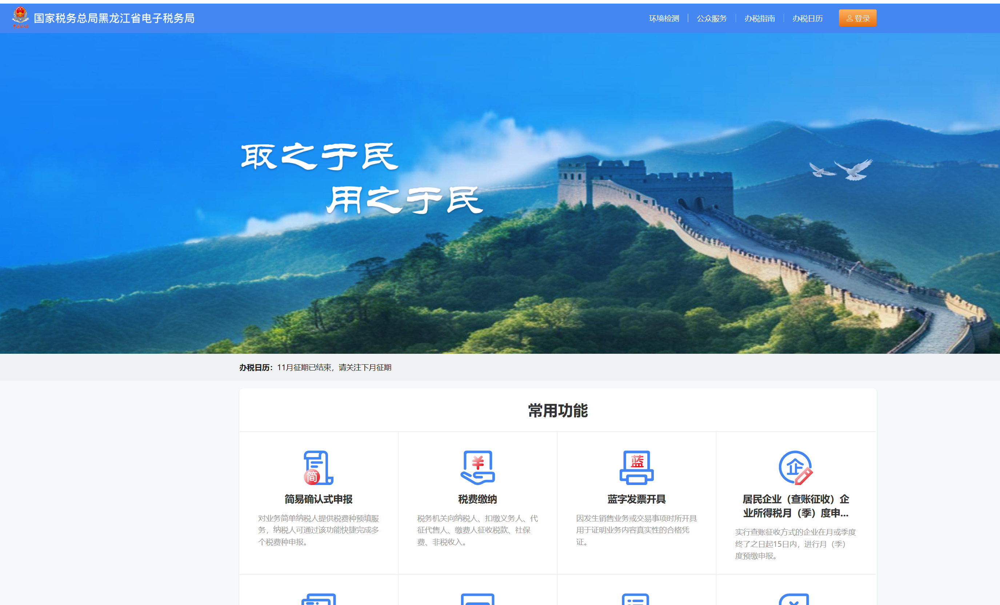 国家税务总局黑龙江省电子税务局
环境检测
公众服务
办税指南
办税日历
登录
取之于民
用之于民
办税日历：11月征期已结束，请关注下月征期
常用功能
简
¥
蓝
企
简易确认式申报
税费缴纳
蓝字发票开具
居民企业（查账征收）企
业所得税月（季）度申...
对业务简单纳税人提供税费种预填服
务，纳税人可通过该功能快捷完成多
个税费种申报。
税务机关向纳税人、扣缴义务人、代
征代售人、缴费人征收税款、社保
费、非税收入。
因发生销售业务或交易事项时所开具
用于证明业务内容真实性的合格凭
证。
实行查账征收方式的企业在月或季度
终了之日起15日内，进行月（季）
度预缴申报。